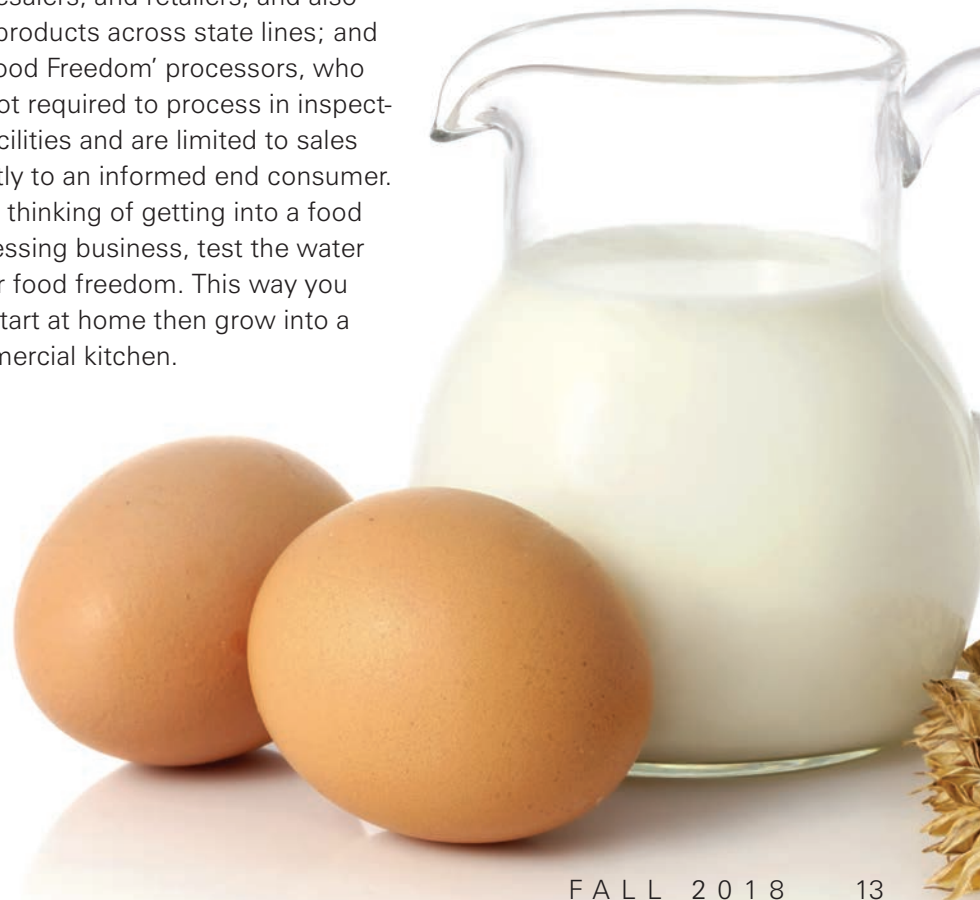 esalers, and retailers; and also
products across state lines; and
ood Freedom’ processors, who
ot required to process in inspect-
cilities and are limited to sales
tly to an informed end consumer.
thinking of getting into a food
essing business, test the water
r food freedom. This way you
tart at home then grow into a
mercial kitchen.
FALL 2018 13